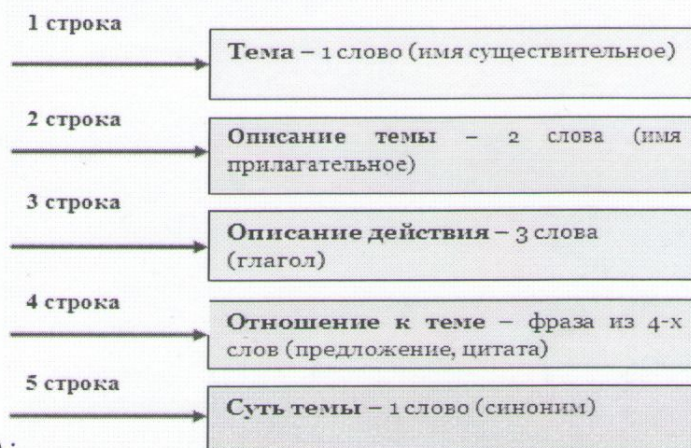 1 строка
Тема – 1 слово (имя существительное)
2 строка
Описание темы – 2 слова (имя
прилагательное)
3 строка
Описание действия – 3 слова
(глагол)
4 строка
Отношение к теме – фраза из 4-х
слов (предложение, цитата)
5 строка
Суть темы – 1 слово (синоним)